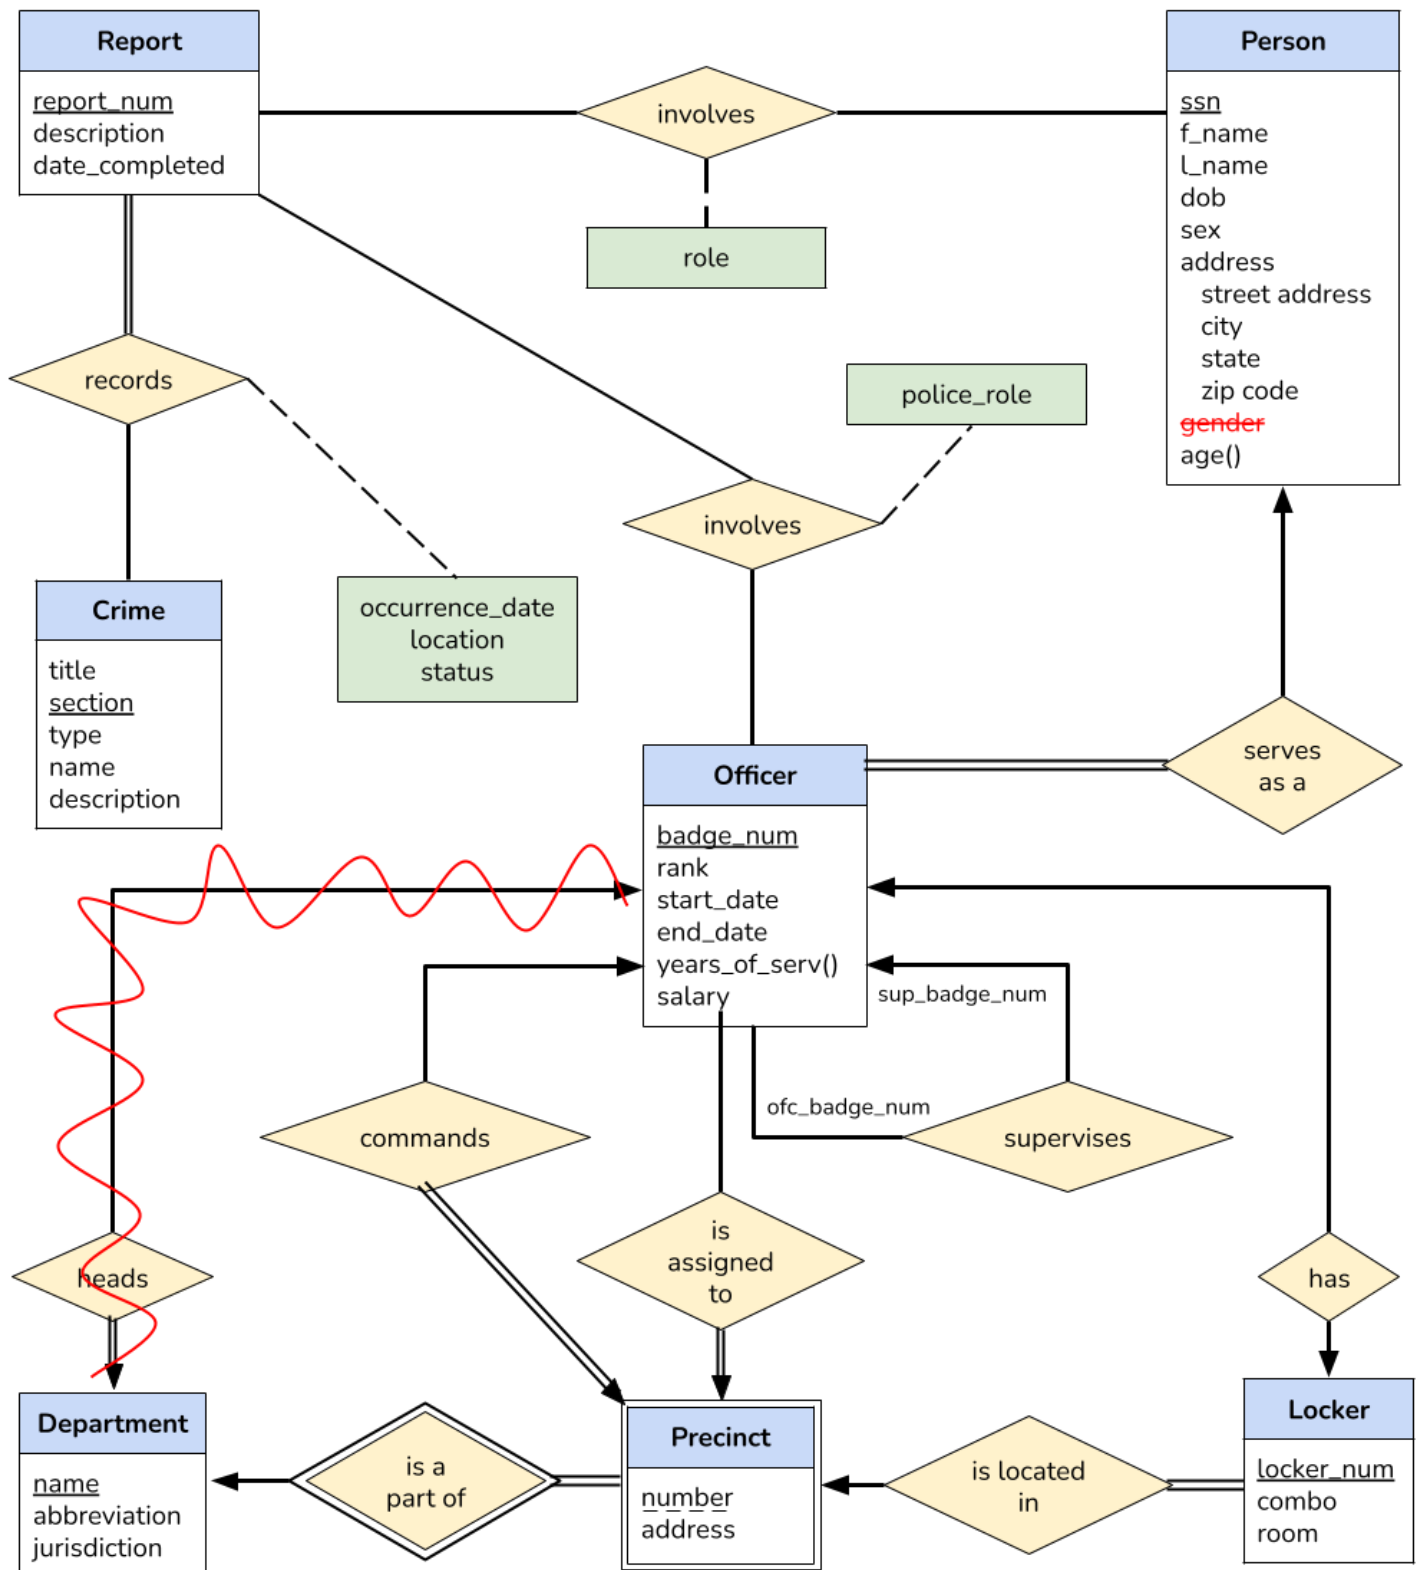 Report
report_num
description
date_completed
involves
role
Person
ssn
f_name
l_name
dob
sex
address
street address
city
state
zip code
gender
age()
records
police_role
involves
occurrence_date
location
status
Crime
title
section
type
name
description
Officer
badge_num
rank
start_date
end_date
years_of_serv()
salary
serves
as a
sup_badge_num
ofc_badge_num
commands
supervises
is
assigned
to
heads
has
Department
name
abbreviation
jurisdiction
is a
part of
Precinct
number
address
is located
in
Locker
locker_num
combo
room